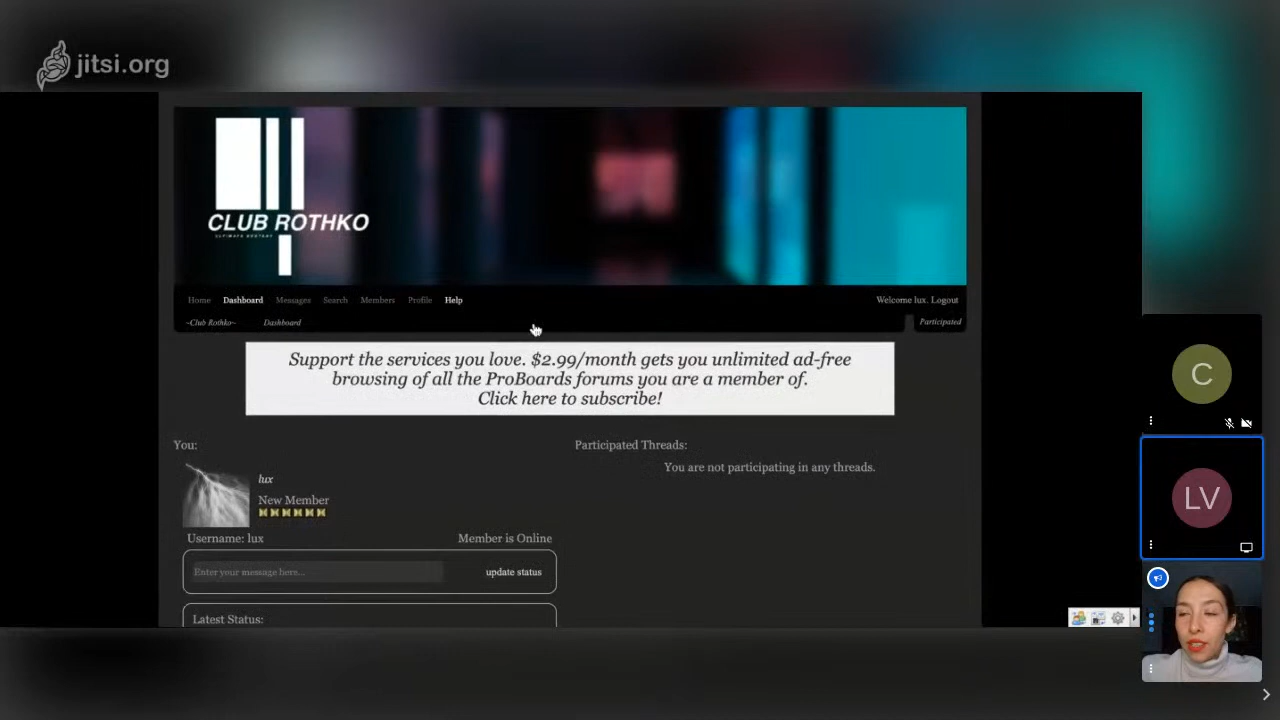 jitsi.org
CLUB ROTHKO
Home Dashboard Messages Search Members Profile Help
Welcome lux. Logout
~Club Rothko~ Dashboard
Participated
Support the services you love. $2.99/month gets you unlimited ad-free
browsing of all the ProBoards forums you are a member of.
Click here to subscribe!
You:
Participated Threads:
You are not participating in any threads.
lux
New Member
Username: lux
Member is Online
Enter your message here...
update status
Latest Status:
C
LV